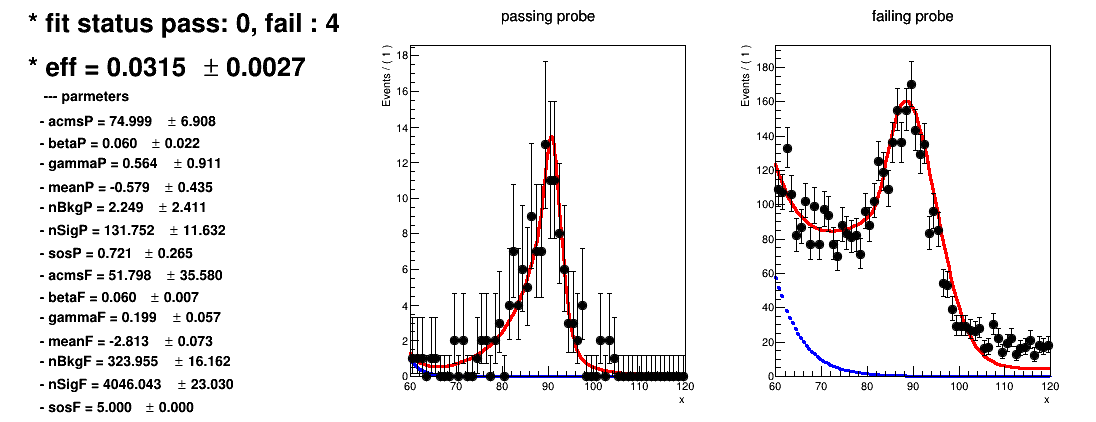 * fit status pass: 0, fail : 4
* eff = 0.0315 ± 0.0027
--- parmeters
- acmsP = 74.999 ± 6.908
- betaP = 0.060 ± 0.022
- gammaP = 0.564 ± 0.911
- meanP = -0.579 ± 0.435
- nBkgP = 2.249 ± 2.411
- nSigP = 131.752 ± 11.632
- sosP = 0.721 ± 0.265
- acmsF = 51.798 ± 35.580
- betaF = 0.060 ± 0.007
- gammaF = 0.199 ± 0.057
- meanF = -2.813 ± 0.073
- nBkgF = 323.955 ± 16.162
- nSigF = 4046.043 ± 23.030
- sosF = 5.000 ± 0.000
passing probe
Events / ( 1 )
18
16
14
12
10
8
6
4
2
0
60 70 80 90 100 110 120
x
failing probe
Events / ( 1 )
180
160
140
120
100
80
60
40
20
0
60 70 80 90 100 110 120
x